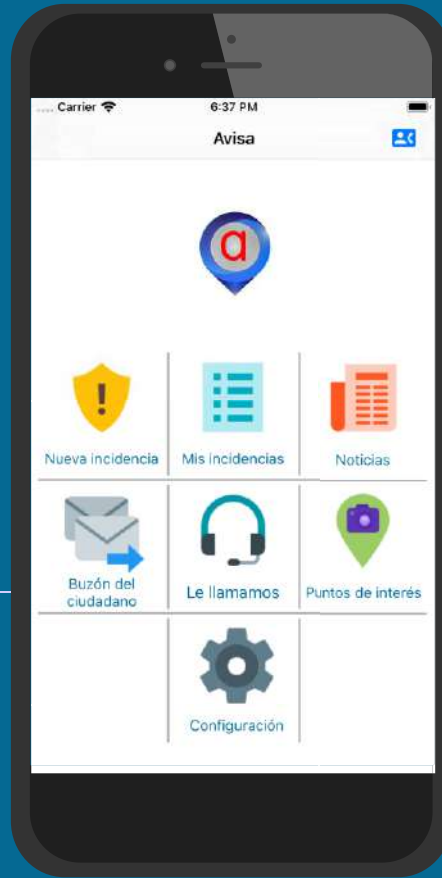 .... Carrier 6:37 PM
Avisa
a
Nueva incidencia Mis incidencias Noticias
Buzón del
ciudadano
Le llamamos Puntos de interés
Configuración